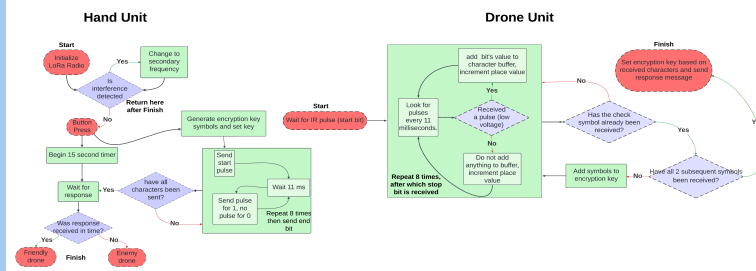 Hand Unit
Start
Initialize
LoRa Radio
Is
interference
detected
Yes
Change to
secondary
frequency
Return here
after Finish
No
Button
Press
Generate encryption key
symbols and set key
Begin 15 second timer
Wait for
response
Yes
have all
characters been
sent?
No
Send
start
pulse
Wait 11 ms
Send pulse
for 1, no
pulse for 0
Repeat 8 times
then send end
bit
Was response
received in time?
Yes
No
Friendly
drone
Finish
Enemy
drone
Drone Unit
Start
Wait for IR pulse (start bit)
add bit's value to
character buffer,
increment place value
Yes
Look for
pulses
every 11
milliseconds.
Received
a pulse (low
voltage)
No
Do not add
anything to buffer,
increment place
value
Repeat 8 times,
after which stop
bit is received
Finish
Set encryption key based on
received characters and send
response message
No
Has the check
symbol already been
received?
Yes
Have all 2 subsequent symbols
been received?
No
Add symbols to
encryption key